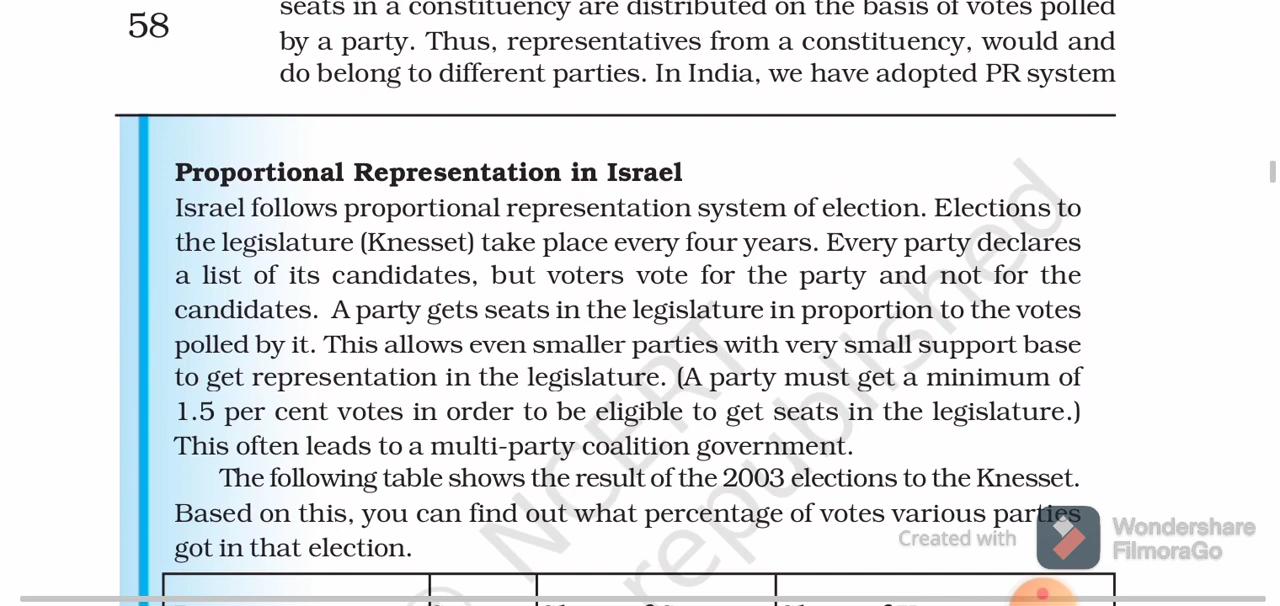 seats in a constituency are distributed on the basis of votes polled
58
by a party. Thus, representatives from a constituency, would and
do belong to different parties. In India, we have adopted PR system
Proportional Representation in Israel
Israel follows proportional representation system of election. Elections to
the legislature (Knesset) take place every four years. Every party declares
a list of its candidates, but voters vote for the party and not for the
candidates. A party gets seats in the legislature in proportion to the votes
polled by it. This allows even smaller parties with very small support base
to get representation in the legislature. (A party must get a minimum of
1.5 per cent votes in order to be eligible to get seats in the legislature.)
This often leads to a multi-party coalition government.
The following table shows the result of the 2003 elections to the Knesset.
Based on this, you can find out what percentage of votes various parties
got in that election.
© NCERT
republished
Created with
Wondershare
FilmoraGo